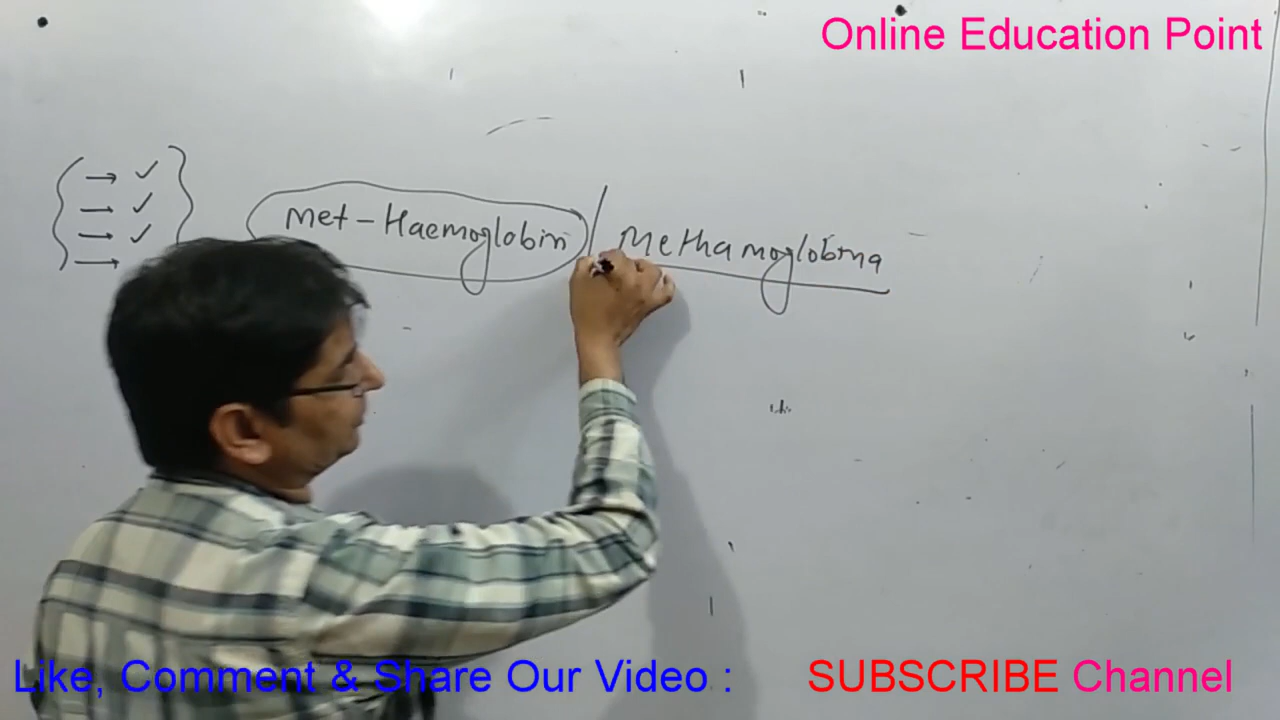 Online Education Point
Met-Haemoglobin / Methamoglobina
Like, Comment & Share Our Video : SUBSCRIBE Channel